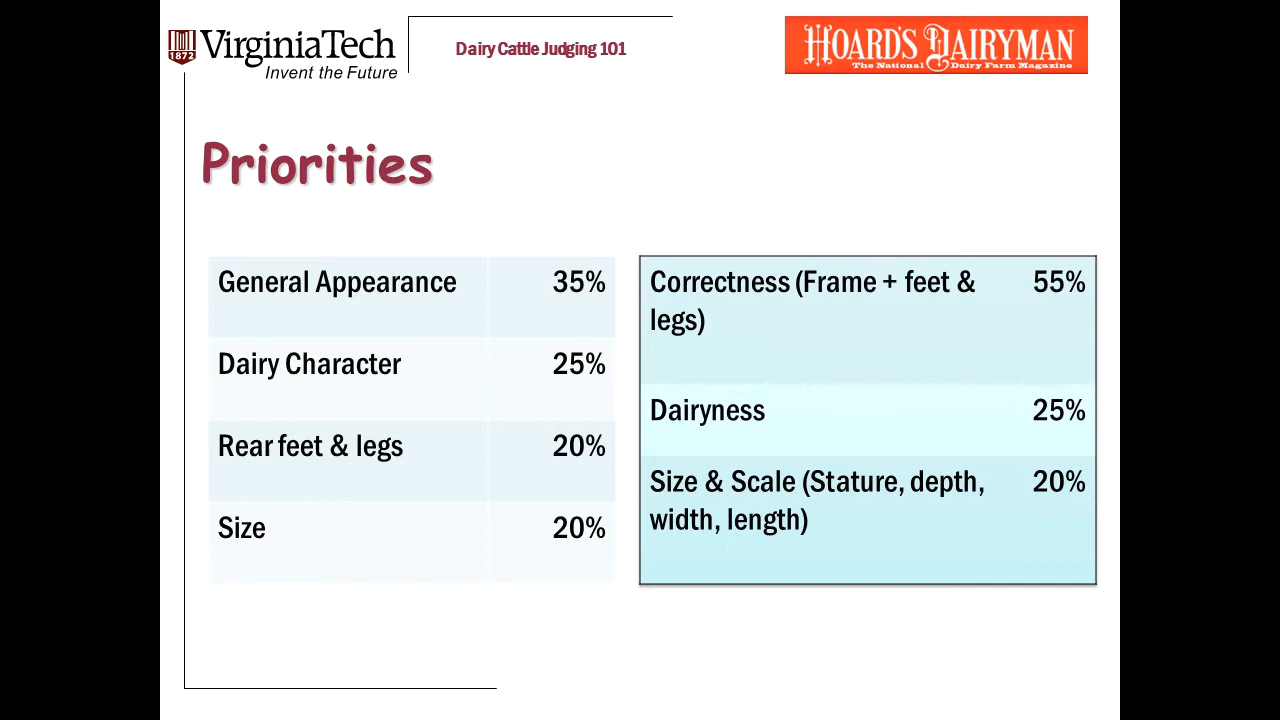 1872
VirginiaTech
Invent the Future
Dairy Cattle Judging 101
HOARD'S DAIRYMAN
The National Dairy Farm Magazine
Priorities
General Appearance 35%
Dairy Character 25%
Rear feet & legs 20%
Size 20%
Correctness (Frame + feet & 55%
legs)
Dairyness 25%
Size & Scale (Stature, depth, 20%
width, length)